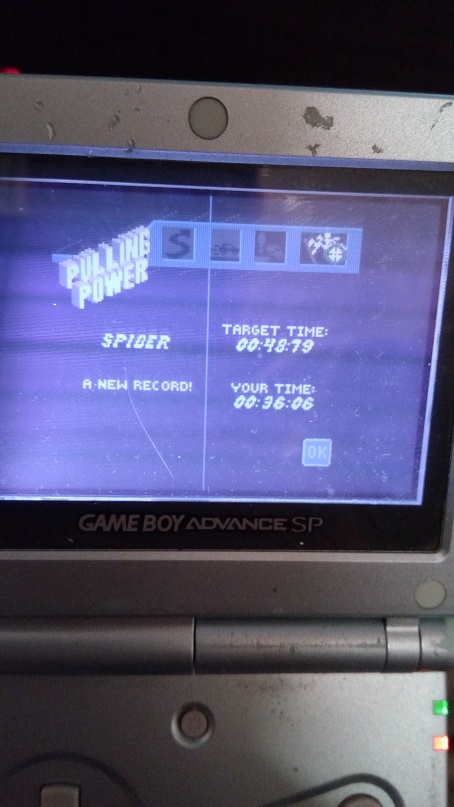 PULLING
POWER
S
SPIDER
A NEW RECORD!
TARGET TIME:
00:48:79
YOUR TIME:
00:36:06
OK
GAME BOY ADVANCE SP